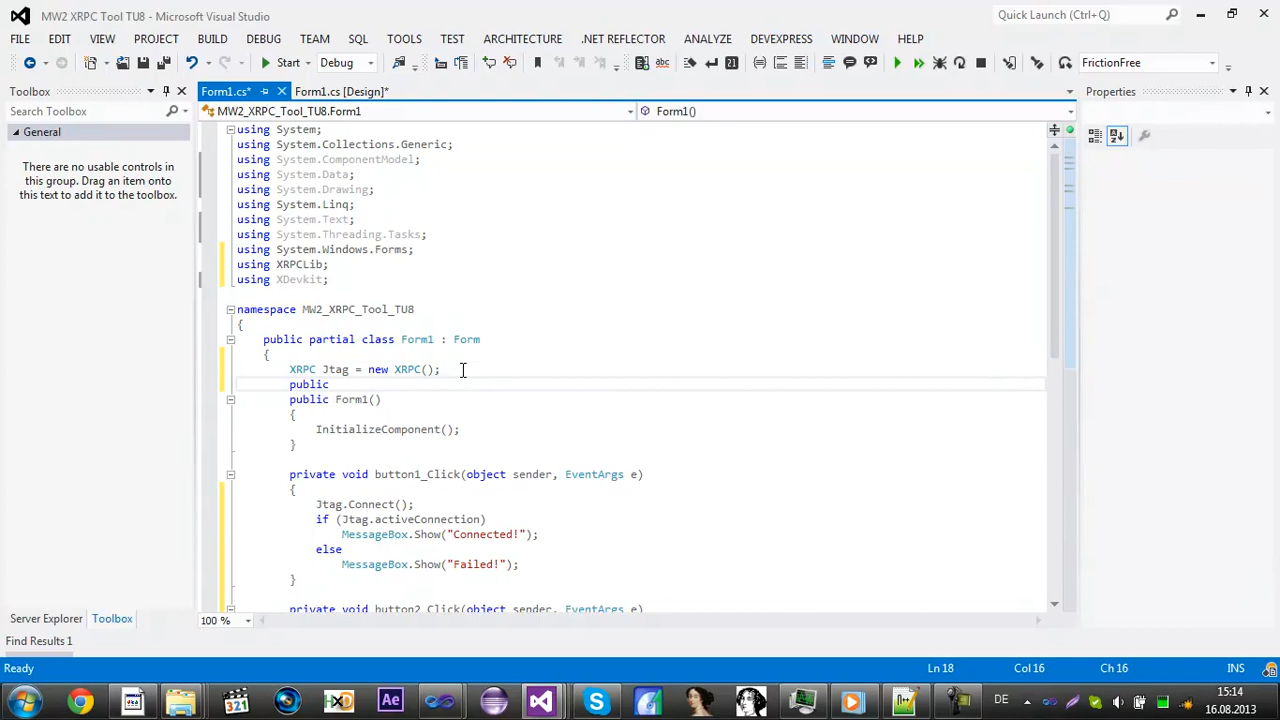 MW2 XRPC Tool TU8 - Microsoft Visual Studio
Quick Launch (Ctrl+Q)
FILE EDIT VIEW PROJECT BUILD DEBUG TEAM SQL TOOLS TEST ARCHITECTURE .NET REFLECTOR ANALYZE DEVEXPRESS WINDOW HELP
Start Debug FrictionFree
Toolbox
Form1.cs* Form1.cs [Design]*
Properties
Search Toolbox
MW2_XRPC_Tool_TU8.Form1 Form1()
General
There are no usable controls in
this group. Drag an item onto
this text to add it to the toolbox.
using System;
using System.Collections.Generic;
using System.ComponentModel;
using System.Data;
using System.Drawing;
using System.Linq;
using System.Text;
using System.Threading.Tasks;
using System.Windows.Forms;
using XRPCLib;
using XDevkit;
namespace MW2_XRPC_Tool_TU8
{
public partial class Form1 : Form
{
XRPC Jtag = new XRPC();
public
public Form1()
{
InitializeComponent();
}
private void button1_Click(object sender, EventArgs e)
{
Jtag.Connect();
if (Jtag.activeConnection)
MessageBox.Show("Connected!");
else
MessageBox.Show("Failed!");
}
private void button2_Click(object sender, EventArgs e)
100 %
Server Explorer Toolbox
Find Results 1
Ready Ln 18 Col 16 Ch 16 INS
DE
15:14
16.08.2013